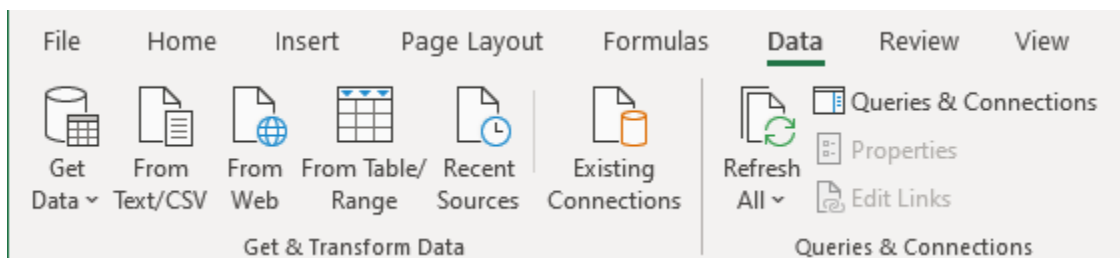 File Home Insert Page Layout Formulas Data Review View
Get Data
From Text/CSV
From Web
From Table/
Range
Recent
Sources
Existing
Connections
Refresh
All
Queries & Connections
Properties
Edit Links
Get & Transform Data
Queries & Connections